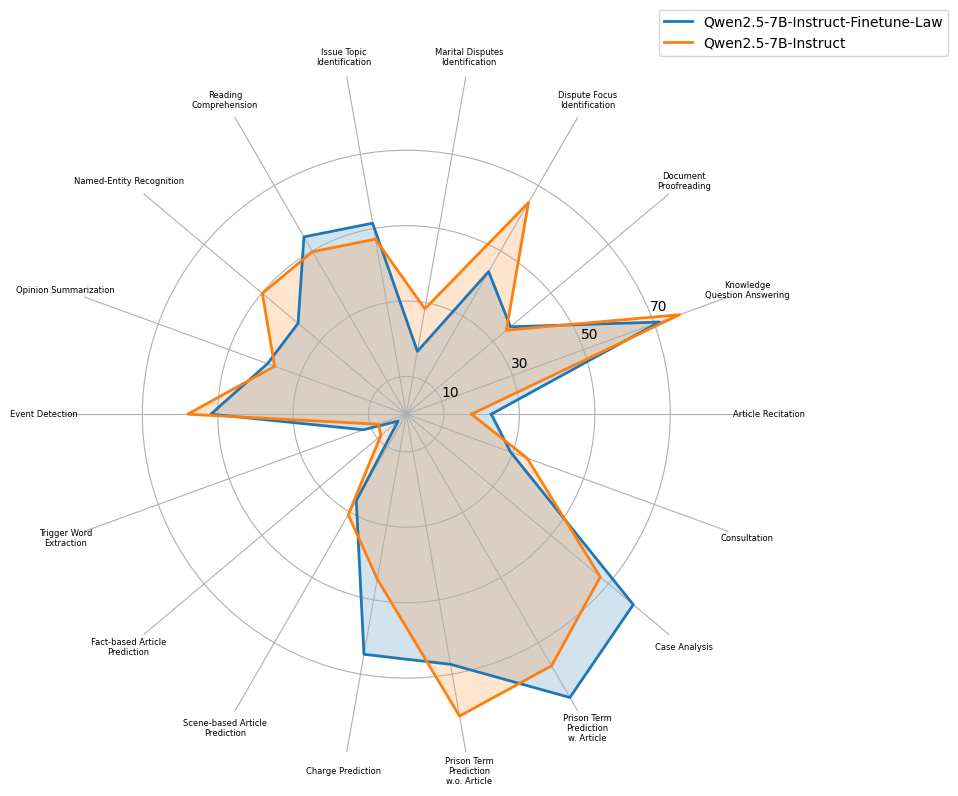 Qwen2.5-7B-Instruct-Finetune-Law
Qwen2.5-7B-Instruct
Issue Topic
Identification
Marital Disputes
Identification
Reading
Comprehension
Dispute Focus
Identification
Named-Entity Recognition
Document
Proofreading
Opinion Summarization
Knowledge
Question Answering
70
50
30
10
Event Detection
Article Recitation
Trigger Word
Extraction
Consultation
Fact-based Article
Prediction
Case Analysis
Scene-based Article
Prediction
Prison Term
Prediction
w. Article
Charge Prediction
Prison Term
Prediction
w.o. Article